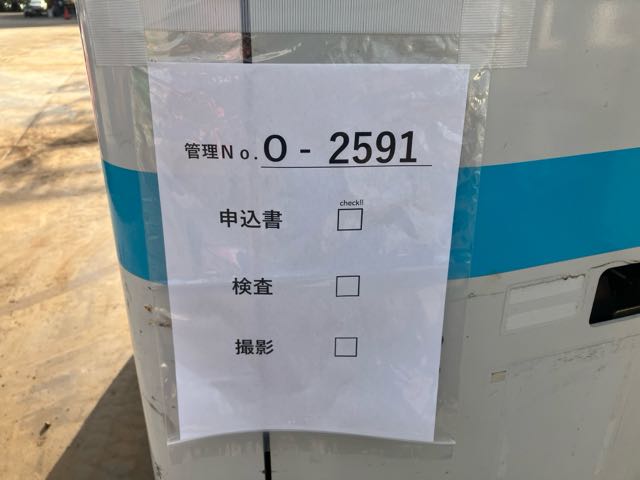 管理No. O - 2591
check!!
申込書 □
検査 □
撮影 □